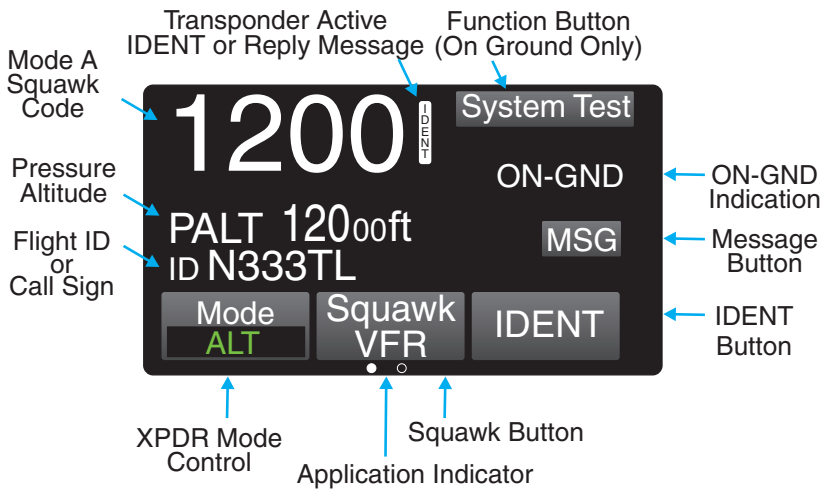 Transponder Active
IDENT or Reply Message
Function Button
(On Ground Only)
Mode A
Squawk
Code
1200
IDENT
System Test
ON-GND
ON-GND
Indication
Pressure
Altitude
PALT 1200ft
MSG
Message
Button
Flight ID
or
Call Sign
ID N333TL
Mode
ALT
Squawk
VFR
IDENT
IDENT
Button
XPDR Mode
Control
Application Indicator
Squawk Button